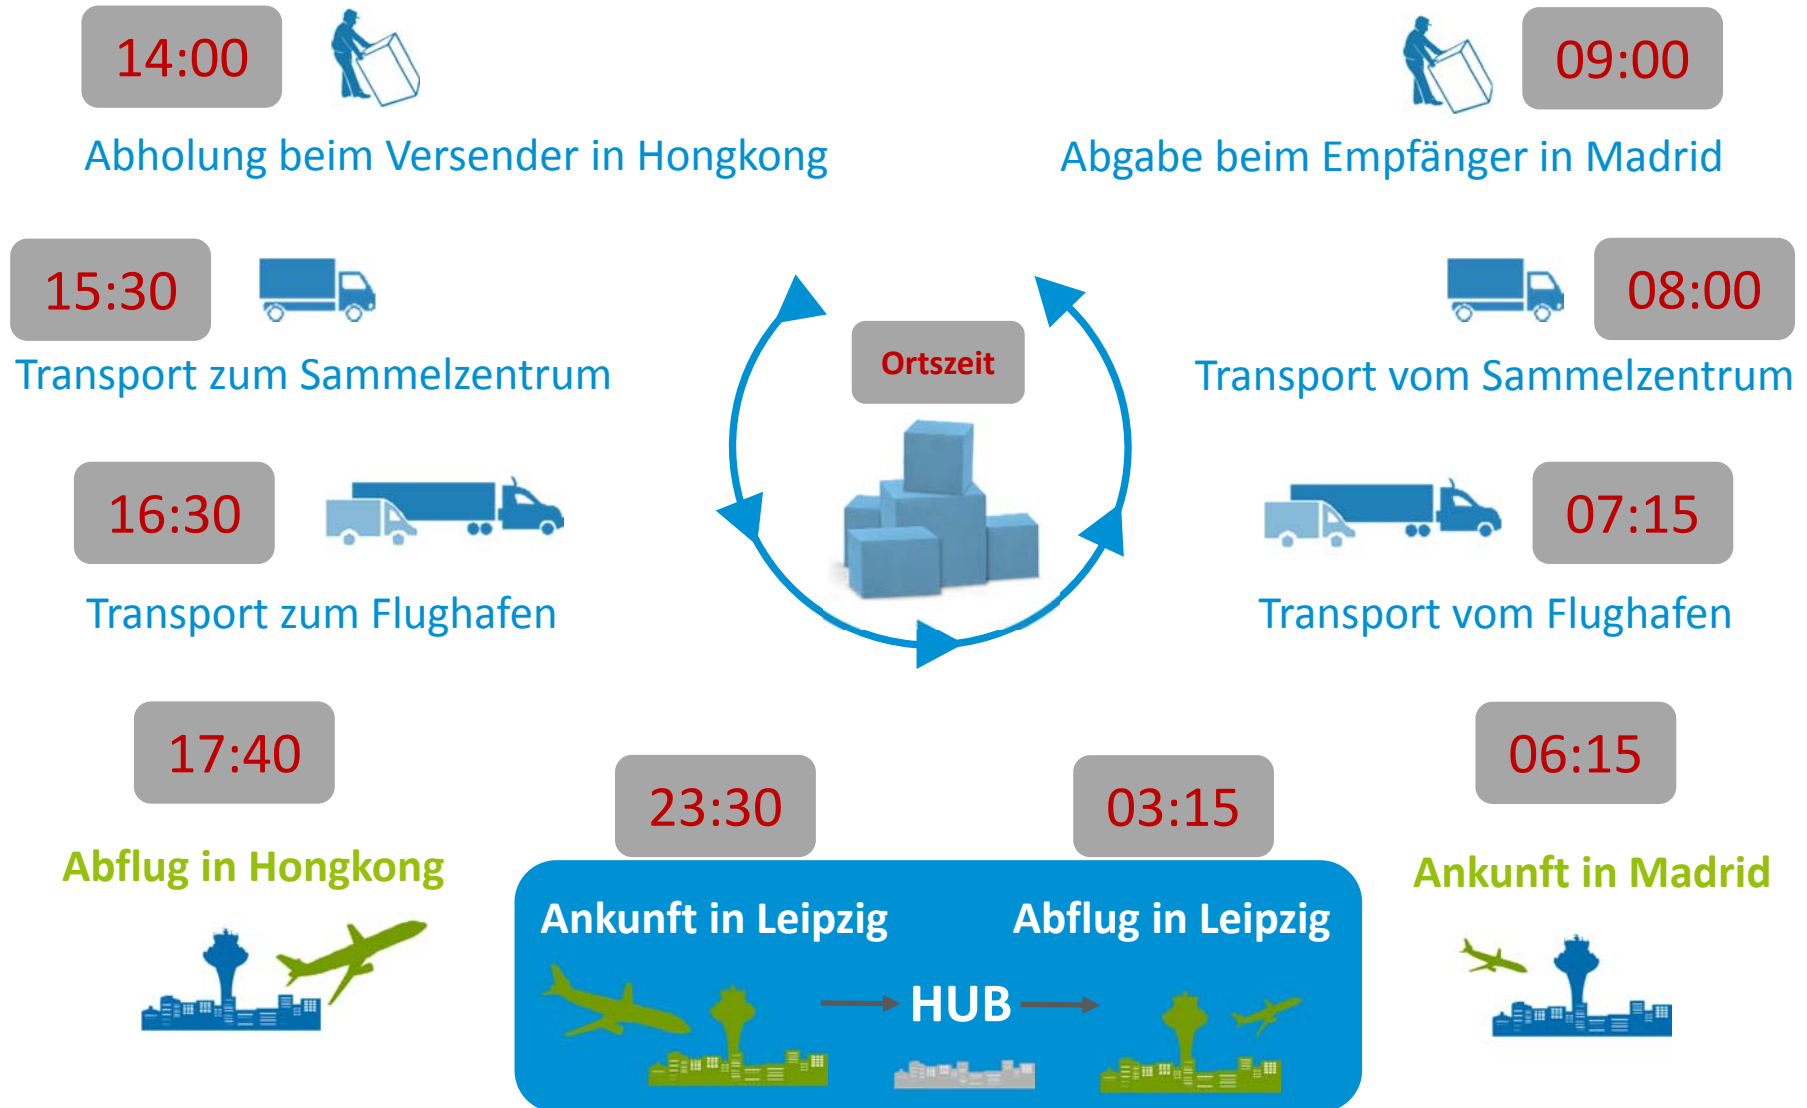 14:00
Abholung beim Versender in Hongkong
15:30
Transport zum Sammelzentrum
16:30
Transport zum Flughafen
17:40
Abflug in Hongkong
Ortszeit
23:30
Ankunft in Leipzig
HUB
03:15
Abflug in Leipzig
06:15
Ankunft in Madrid
07:15
Transport vom Flughafen
08:00
Transport vom Sammelzentrum
09:00
Abgabe beim Empfänger in Madrid